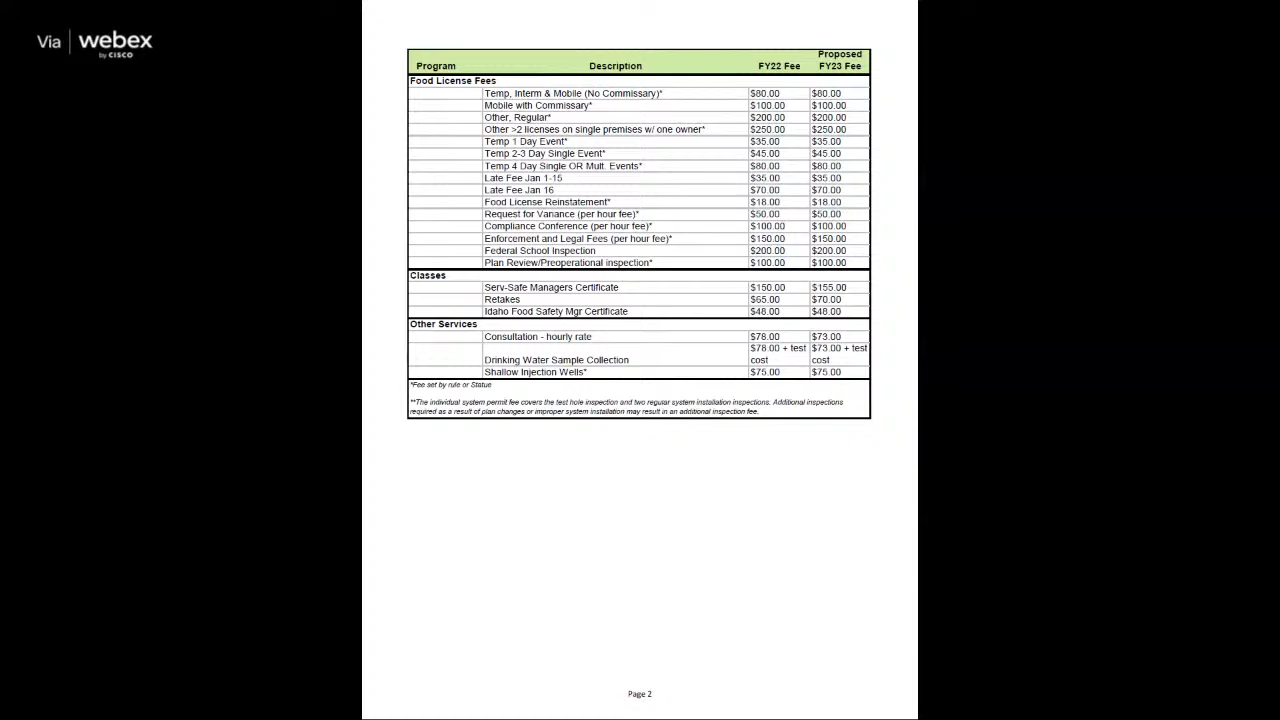 Via webex
by CISCO
Proposed
Program Description FY22 Fee FY23 Fee
Food License Fees
Temp, Interm & Mobile (No Commissary)* $80.00 $80.00
Mobile with Commissary* $100.00 $100.00
Other, Regular* $200.00 $200.00
Other >2 licenses on single premises w/ one owner* $250.00 $250.00
Temp 1 Day Event* $35.00 $35.00
Temp 2-3 Day Single Event* $45.00 $45.00
Temp 4 Day Single OR Mult. Events* $80.00 $80.00
Late Fee Jan 1-15 $35.00 $35.00
Late Fee Jan 16 $70.00 $70.00
Food License Reinstatement* $18.00 $18.00
Request for Variance (per hour fee)* $50.00 $50.00
Compliance Conference (per hour fee)* $100.00 $100.00
Enforcement and Legal Fees (per hour fee)* $150.00 $150.00
Federal School Inspection $200.00 $200.00
Plan Review/Preoperational inspection* $100.00 $100.00
Classes
Serv-Safe Managers Certificate $150.00 $155.00
Retakes $65.00 $70.00
Idaho Food Safety Mgr Certificate $48.00 $48.00
Other Services
Consultation - hourly rate $78.00 $73.00
$78.00 + test $73.00 + test
Drinking Water Sample Collection cost cost
Shallow Injection Wells* $75.00 $75.00
*Fee set by rule or Statue
**The individual system permit fee covers the test hole inspection and two regular system installation inspections. Additional inspections
required as a result of plan changes or improper system installation may result in an additional inspection fee.
Page 2